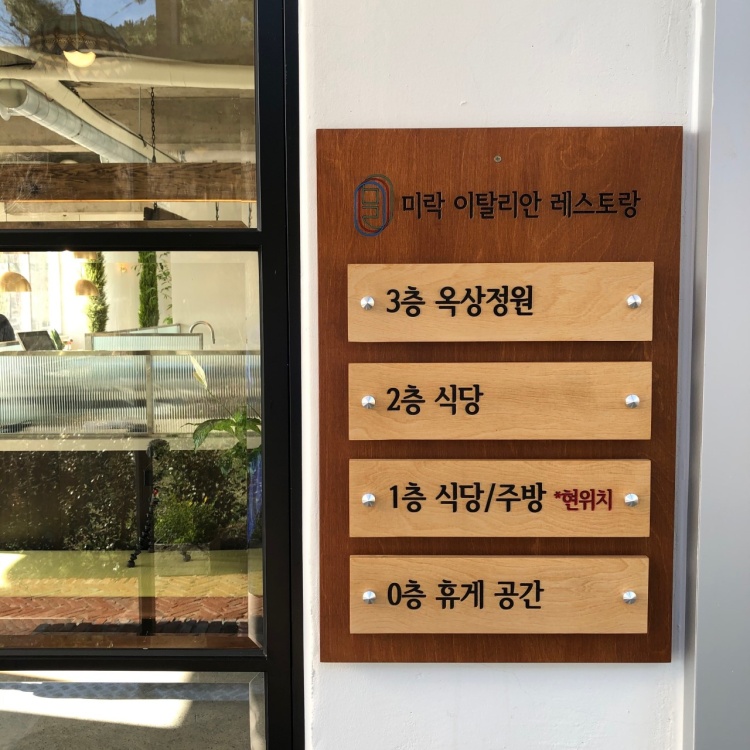 미락 이탈리안 레스토랑
3층 옥상정원
2층 식당
1층 식당/주방 *현위치
0층 휴게 공간